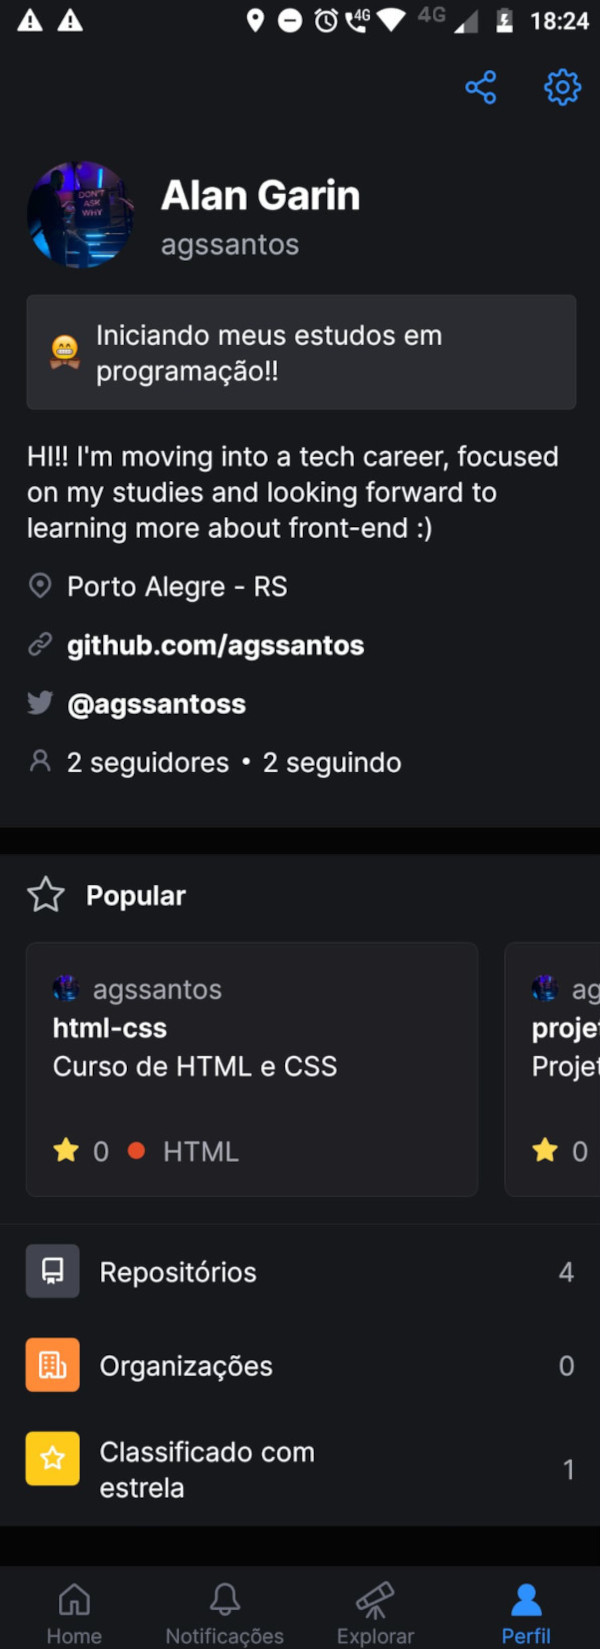 4G 4G 18:24
DON'T
ASK
WHY
Alan Garin
agssantos
Iniciando meus estudos em
programação!!
HI!! I'm moving into a tech career, focused
on my studies and looking forward to
learning more about front-end :)
Porto Alegre - RS
github.com/agssantos
@agssantoss
2 seguidores • 2 seguindo
Popular
agssantos
html-css
Curso de HTML e CSS
0 HTML
ag
proje
Projet
0
Repositórios 4
Organizações 0
Classificado com
estrela 1
Home Notificações Explorar Perfil